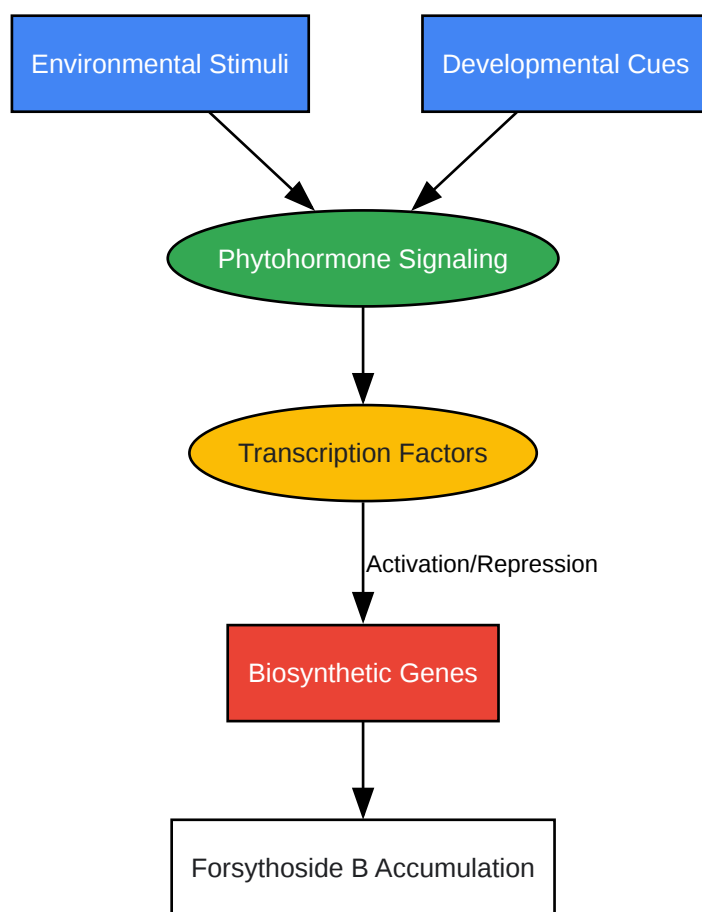 Environmental Stimuli
Developmental Cues
Phytohormone Signaling
Transcription Factors
Activation/Repression
Biosynthetic Genes
Forsythoside B Accumulation